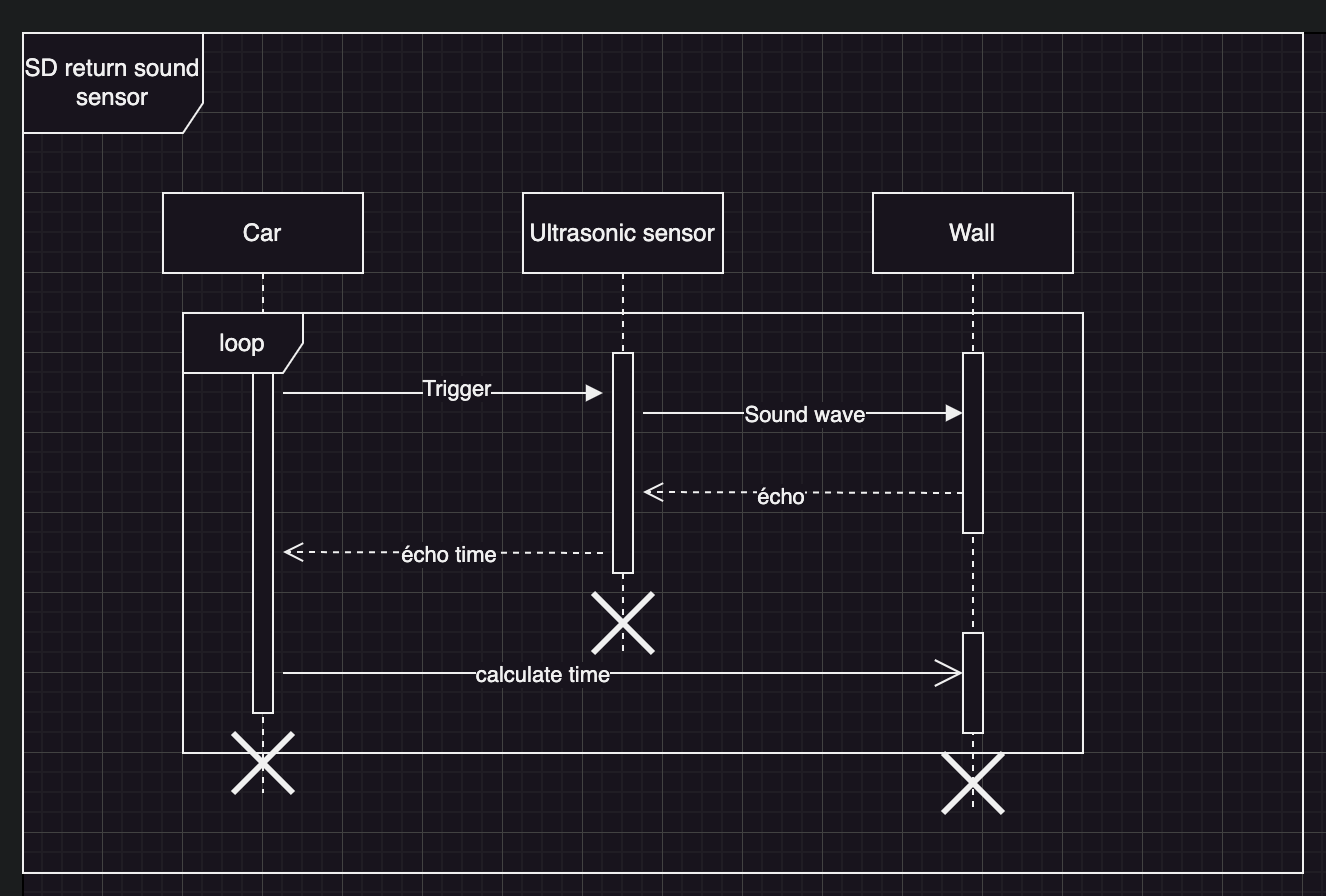 SD return sound
sensor
Car
Ultrasonic sensor
Wall
loop
Trigger
Sound wave
écho
écho time
calculate time